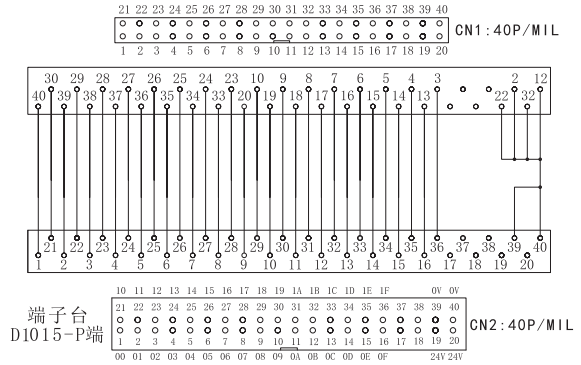 21 22 23 24 25 26 27 28 29 30 31 32 33 34 35 36 37 38 39 40
CN1:40P/MIL
1 2 3 4 5 6 7 8 9 10 11 12 13 14 15 16 17 18 19 20
30 29 28 27 26 25 24 23 10 9 8 7 6 5 4 3 2 12
40 39 38 37 36 35 34 33 20 19 18 17 16 15 14 13 22 32
21 22 23 24 25 26 27 28 29 30 31 32 33 34 35 36 37 38 39 40
1 2 3 4 5 6 7 8 9 10 11 12 13 14 15 16 17 18 19 20
10 11 12 13 14 15 16 17 18 19 1A 1B 1C 1D 1E 1F 0V 0V
21 22 23 24 25 26 27 28 29 30 31 32 33 34 35 36 37 38 39 40
端子台
D1015-P端
CN2:40P/MIL
1 2 3 4 5 6 7 8 9 10 11 12 13 14 15 16 17 18 19 20
00 01 02 03 04 05 06 07 08 09 0A 0B 0C 0D 0E 0F 24V 24V